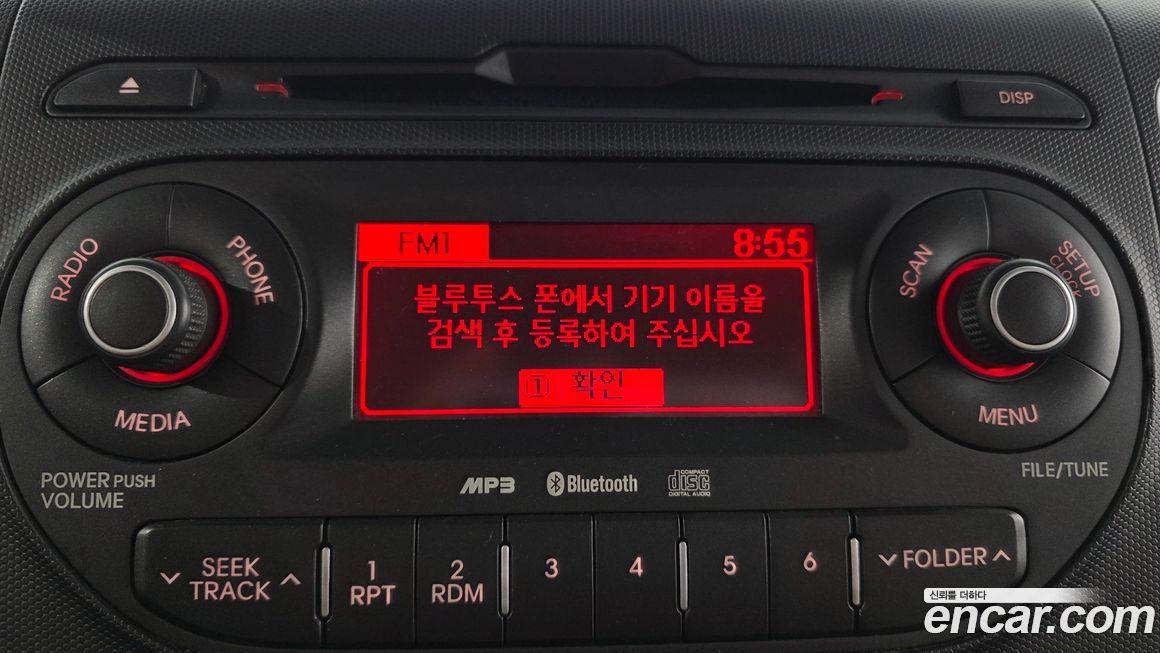 DISP
RADIO
PHONE
MEDIA
FM1 8:55
블루투스 폰에서 기기 이름을
검색 후 등록하여 주십시오
1 확인
SCAN
SETUP
CLOCK
MENU
POWER PUSH
VOLUME
MP3 Bluetooth COMPACT
disc
DIGITAL AUDIO
FILE/TUNE
SEEK
TRACK
1
RPT
2
RDM
3
4
5
6
FOLDER
신뢰를 더하다
encar.com